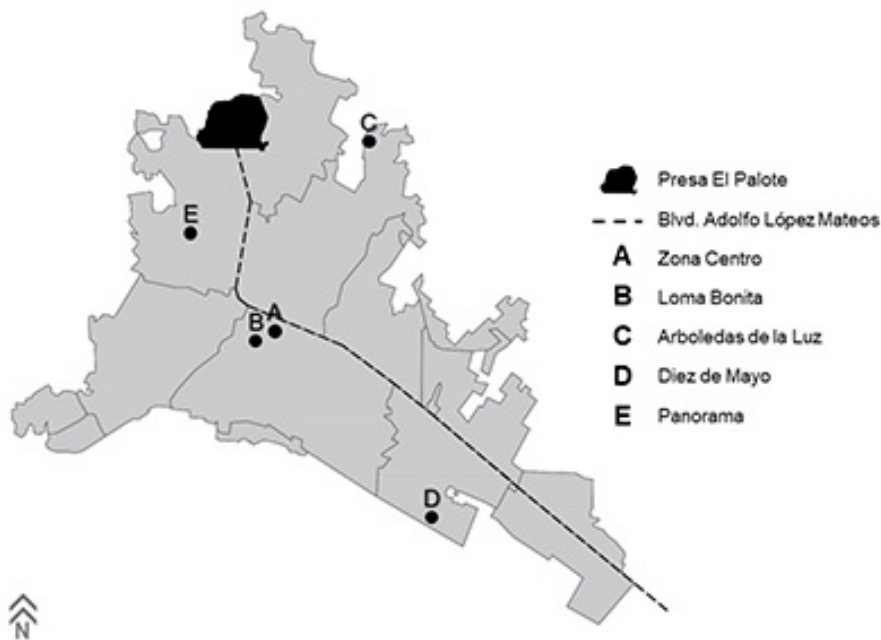 C
E
B A
D
Presa El Palote
Blvd. Adolfo López Mateos
A Zona Centro
B Loma Bonita
C Arboledas de la Luz
D Diez de Mayo
E Panorama
N